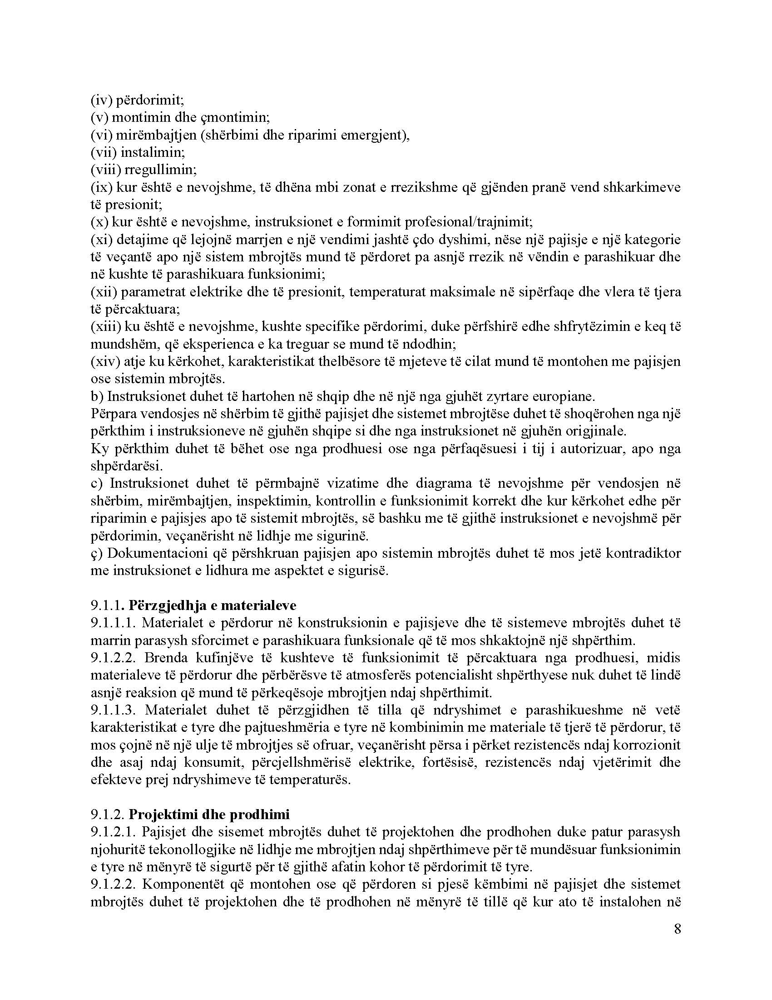 (iv) përdorimit;
(v) montimin dhe çmontimin;
(vi) mirëmbajtjen (shërbimi dhe riparimi emergjent),
(vii) instalimin;
(viii) rregullimin;
(ix) kur është e nevojshme, të dhëna mbi zonat e rrezikshme që gjënden pranë vend shkarkimeve
të presionit;
(x) kur është e nevojshme, instruksionet e formimit profesional/trajnimit;
(xi) detajime që lejojnë marrjen e një vendimi jashtë çdo dyshimi, nëse një pajisje e një kategorie
të veçantë apo një sistem mbrojtës mund të përdoret pa asnjë rrezik në vëndin e parashikuar dhe
në kushte të parashikuara funksionimi;
(xii) parametrat elektrike dhe të presionit, temperaturat maksimale në sipërfaqe dhe vlera të tjera
të përcaktuara;
(xiii) ku është e nevojshme, kushte specifike përdorimi, duke përfshirë edhe shfrytëzimin e keq të
mundshëm, që eksperienca e ka treguar se mund të ndodhin;
(xiv) atje ku kërkohet, karakteristikat thelbësore të mjeteve të cilat mund të montohen me pajisjen
ose sistemin mbrojtës.
b) Instruksionet duhet të hartohen në shqip dhe në një nga gjuhët zyrtare europiane.
Përpara vendosjes në shërbim të gjithë pajisjet dhe sistemet mbrojtëse duhet të shoqërohen nga një
përkthim i instruksioneve në gjuhën shqipe si dhe nga instruksionet në gjuhën origjinale.
Ky përkthim duhet të bëhet ose nga prodhuesi ose nga përfaqësuesi i tij i autorizuar, apo nga
shpërdarësi.
c) Instruksionet duhet të përmbajnë vizatime dhe diagrama të nevojshme për vendosjen në
shërbim, mirëmbajtjen, inspektimin, kontrollin e funksionimit korrekt dhe kur kërkohet edhe për
riparimin e pajisjes apo të sistemit mbrojtës, së bashku me të gjithë instruksionet e nevojshmë për
përdorimin, veçanërisht në lidhje me sigurinë.
ç) Dokumentacioni që përshkruan pajisjen apo sistemin mbrojtës duhet të mos jetë kontradiktor
me instruksionet e lidhura me aspektet e sigurisë.
9.1.1. Përzgjedhja e materialeve
9.1.1.1. Materialet e përdorur në konstruksionin e pajisjeve dhe të sistemeve mbrojtës duhet të
marrin parasysh sforcimet e parashikuara funksionale që të mos shkaktojnë një shpërthim.
9.1.2.2. Brenda kufinjëve të kushteve të funksionimit të përcaktuara nga prodhuesi, midis
materialeve të përdorur dhe përbërësve të atmosferës potencialisht shpërthyese nuk duhet të lindë
asnjë reaksion që mund të përkeqësoje mbrojtjen ndaj shpërthimit.
9.1.1.3. Materialet duhet të përzgjidhen të tilla që ndryshimet e parashikueshme në vetë
karakteristikat e tyre dhe pajtueshmëria e tyre në kombinimin me materiale të tjerë të përdorur, të
mos çojnë në një ulje të mbrojtjes së ofruar, veçanërisht përsa i përket rezistencës ndaj korrozionit
dhe asaj ndaj konsumit, përcjellshmërisë elektrike, fortësisë, rezistencës ndaj vjetërimit dhe
efekteve prej ndryshimeve të temperaturës.
9.1.2. Projektimi dhe prodhimi
9.1.2.1. Pajisjet dhe sisemet mbrojtës duhet të projektohen dhe prodhohen duke patur parasysh
njohuritë tekonollogjike në lidhje me mbrojtjen ndaj shpërthimeve për të mundësuar funksionimin
e tyre në mënyrë të sigurtë për të gjithë afatin kohor të përdorimit të tyre.
9.1.2.2. Komponentët që montohen ose që përdoren si pjesë këmbimi në pajisjet dhe sistemet
mbrojtës duhet të projektohen dhe të prodhohen në mënyrë të tillë që kur ato të instalohen në
8